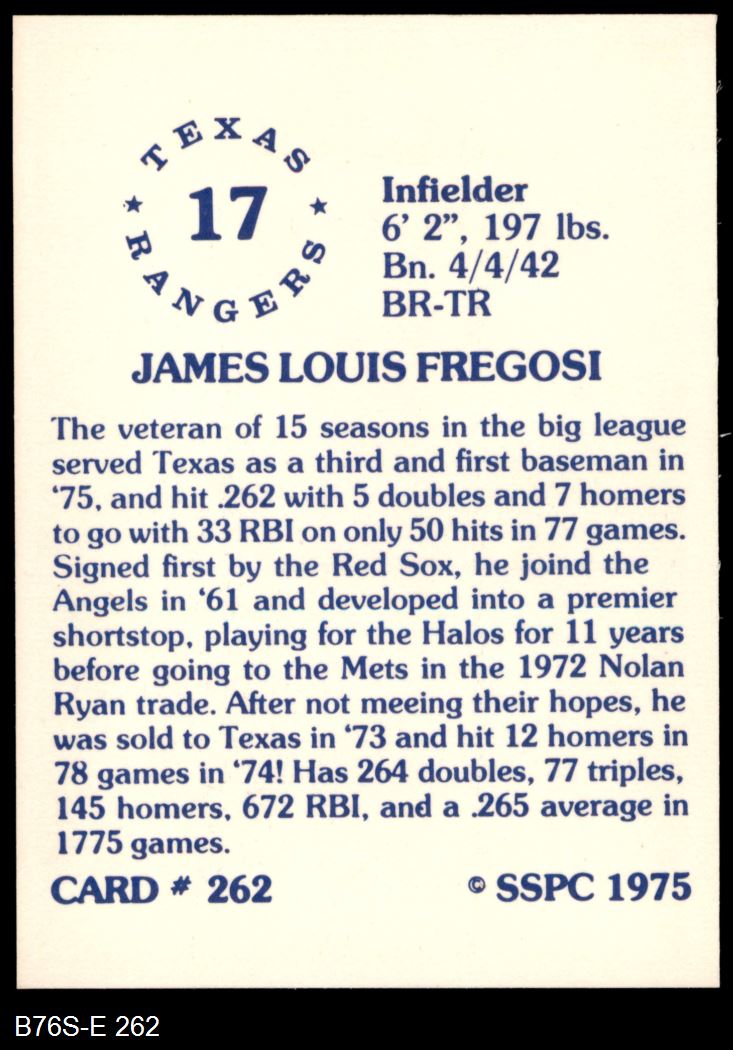 TEXAS
17
RANGERS
Infielder
6’ 2”, 197 lbs.
Bn. 4/4/42
BR-TR
JAMES LOUIS FREGOSI
The veteran of 15 seasons in the big league
served Texas as a third and first baseman in
‘75, and hit .262 with 5 doubles and 7 homers
to go with 33 RBI on only 50 hits in 77 games.
Signed first by the Red Sox, he joind the
Angels in ‘61 and developed into a premier
shortstop, playing for the Halos for 11 years
before going to the Mets in the 1972 Nolan
Ryan trade. After not meeing their hopes, he
was sold to Texas in ‘73 and hit 12 homers in
78 games in ‘74! Has 264 doubles, 77 triples,
145 homers, 672 RBI, and a .265 average in
1775 games.
CARD # 262 © SSPC 1975
B76S-E 262